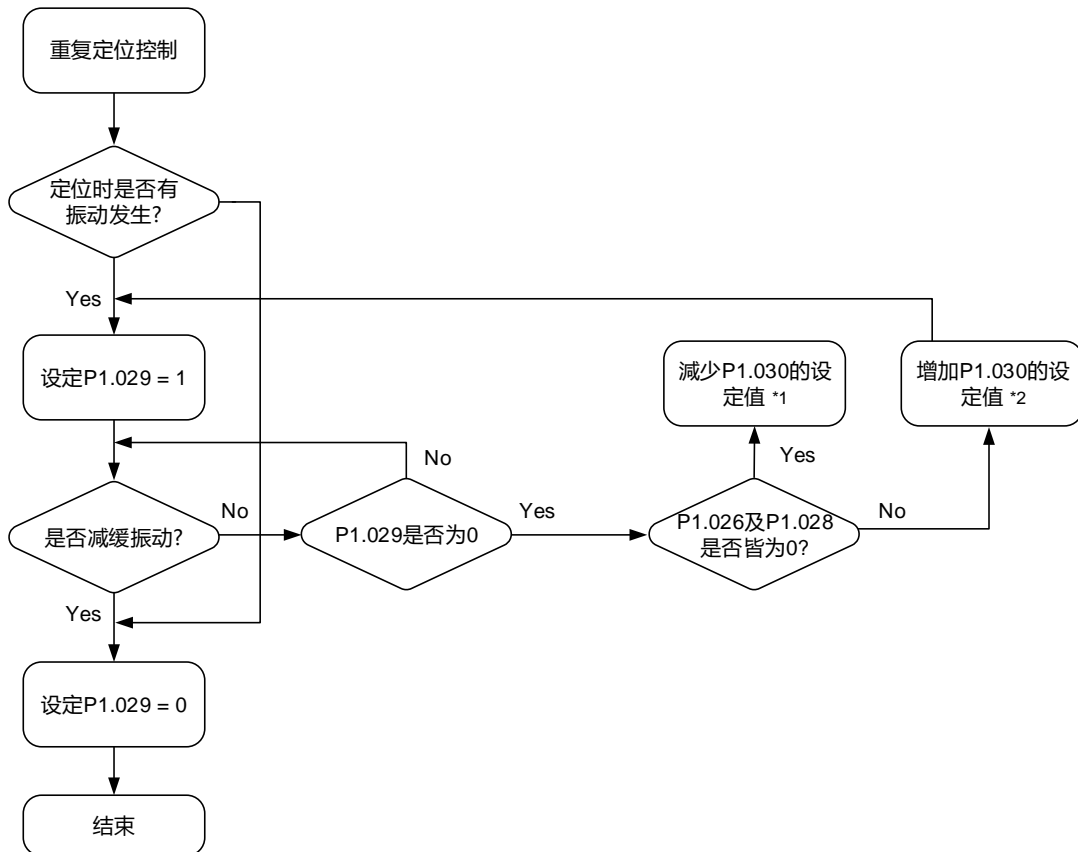 重复定位控制
定位时是否有
振动发生?
Yes
设定P1.029 = 1
減少P1.030的设
定值 *1
增加P1.030的设
定值 *2
No
Yes
是否减缓振动?
No
P1.029是否为0
Yes
P1.026及P1.028
是否皆为0?
No
Yes
设定P1.029 = 0
结束